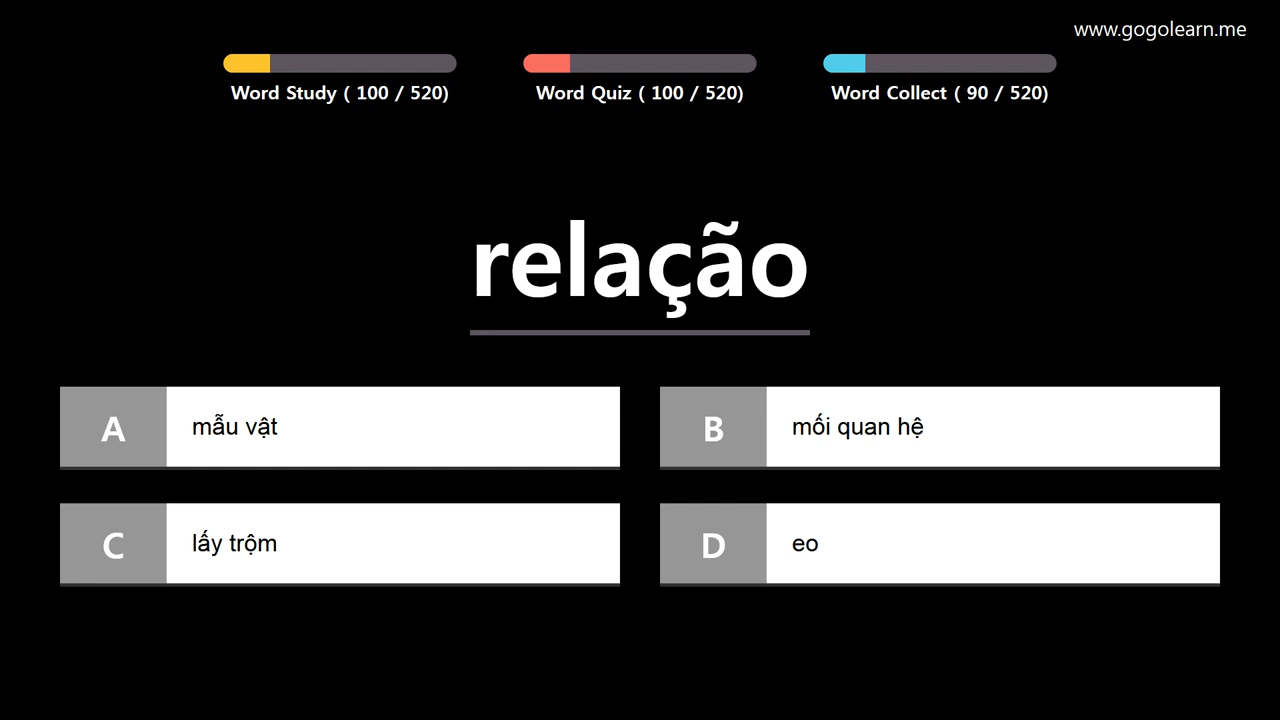 www.gogolearn.me
Word Study ( 100 / 520)
Word Quiz ( 100 / 520)
Word Collect ( 90 / 520)
relação
A mẫu vật
B mối quan hệ
C lấy trộm
D eo